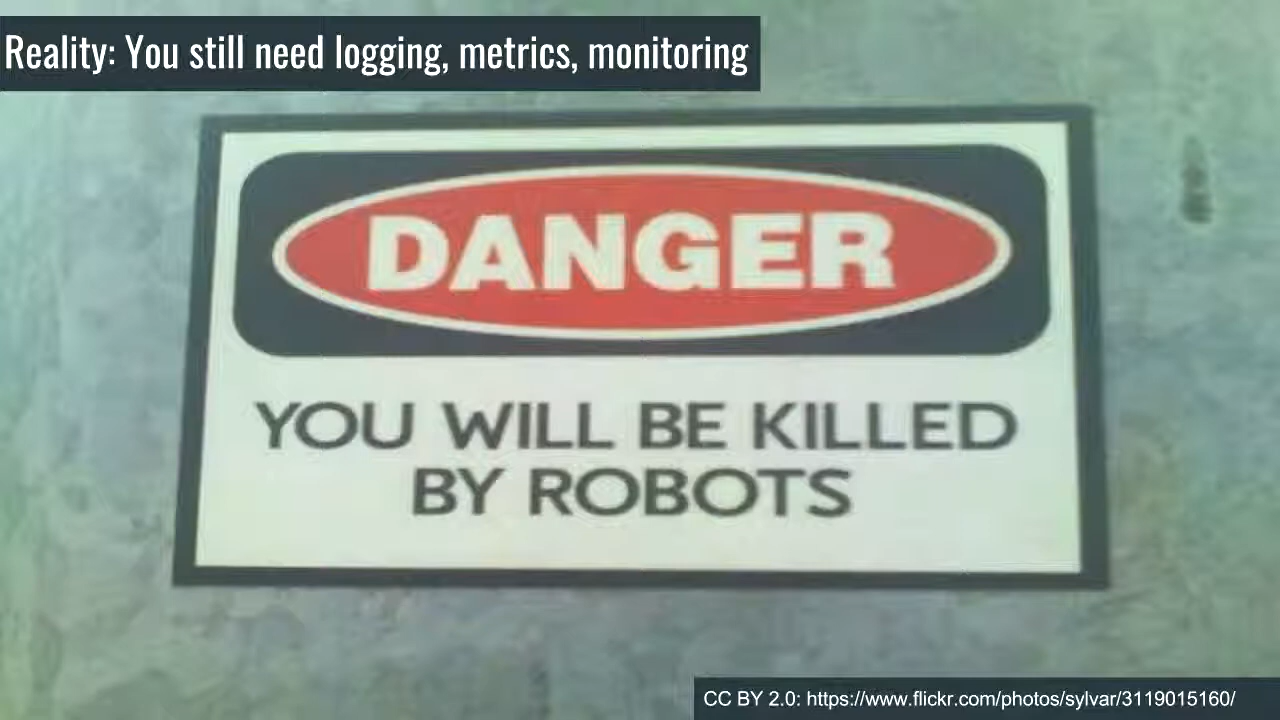 Reality: You still need logging, metrics, monitoring
DANGER
YOU WILL BE KILLED
BY ROBOTS
CC BY 2.0: https://www.flickr.com/photos/sylvar/3119015160/